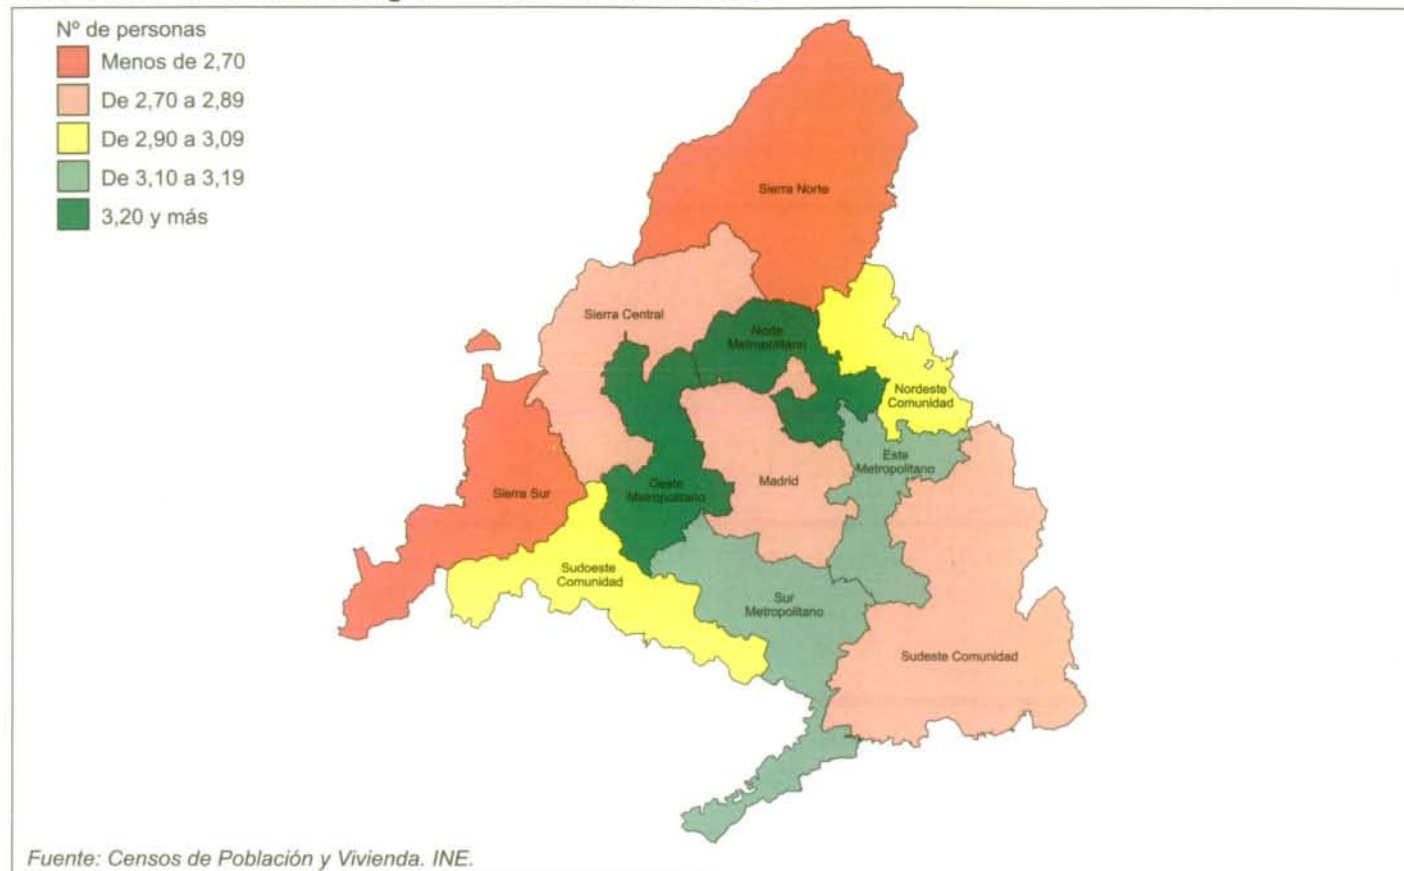 Nº de personas
Menos de 2,70
De 2,70 a 2,89
De 2,90 a 3,09
De 3,10 a 3,19
3,20 y más
Sierra Norte
Sierra Central
Norte
Metropolitano
Nordeste
Comunidad
Este
Metropolitano
Madrid
Oeste
Metropolitano
Sierra Sur
Sudoeste
Comunidad
Sur
Metropolitano
Sudeste Comunidad
Fuente: Censos de Población y Vivienda. INE.